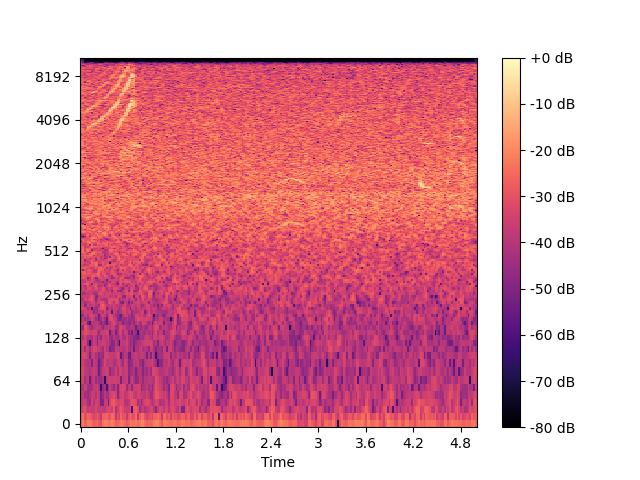 8192
4096
2048
1024
512
256
128
64
0
Hz
0 0.6 1.2 1.8 2.4 3 3.6 4.2 4.8
Time
+0 dB
-10 dB
-20 dB
-30 dB
-40 dB
-50 dB
-60 dB
-70 dB
-80 dB